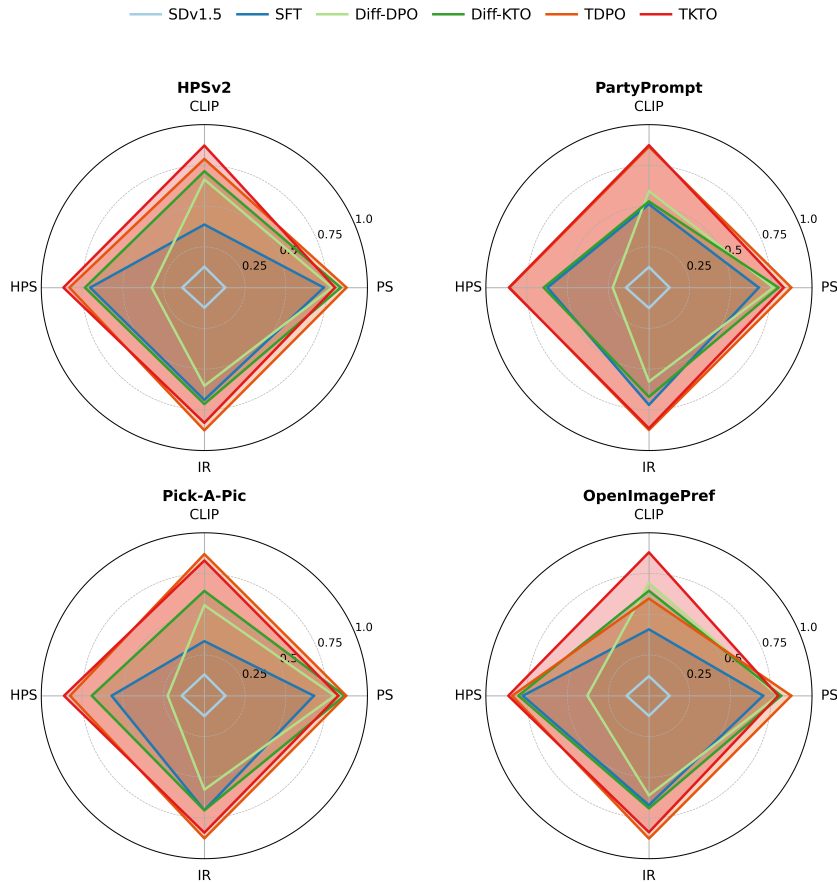 SDv1.5 SFT Diff-DPO Diff-KTO TDPO TKTO
HPSv2
CLIP
1.0
0.75
0.5
0.25
HPS
PS
IR
PartyPrompt
CLIP
1.0
0.75
0.5
0.25
HPS
PS
IR
Pick-A-Pic
CLIP
1.0
0.75
0.5
0.25
HPS
PS
IR
OpenImagePref
CLIP
1.0
0.75
0.5
0.25
HPS
PS
IR